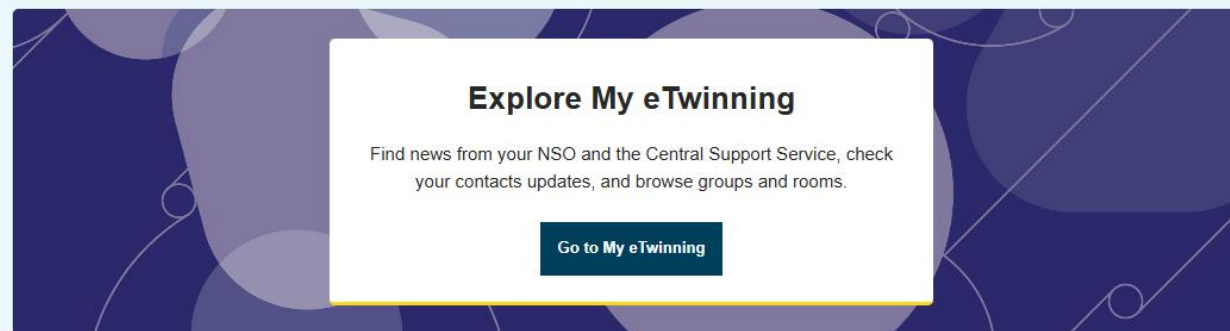 Explore My eTwinning
Find news from your NSO and the Central Support Service, check
your contacts updates, and browse groups and rooms.
Go to My eTwinning